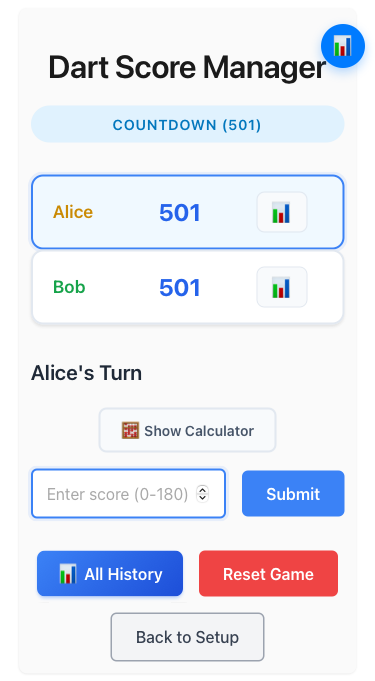 Dart Score Manager
COUNTDOWN (501)
Alice 501
Bob 501
Alice's Turn
Show Calculator
Enter score (0-180) Submit
All History Reset Game
Back to Setup